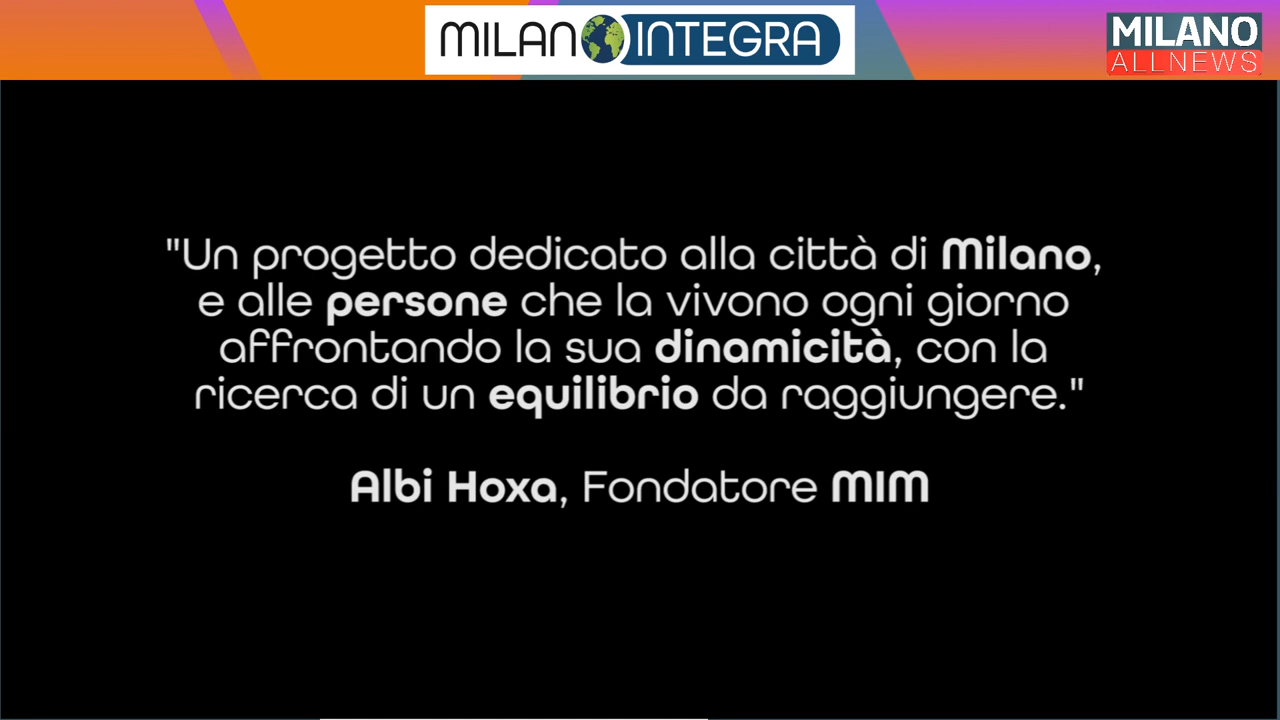 MILANO INTEGRA
MILANO
ALLNEWS
"Un progetto dedicato alla città di Milano,
e alle persone che la vivono ogni giorno
affrontando la sua dinamicità, con la
ricerca di un equilibrio da raggiungere."
Albi Hoxa, Fondatore MIM